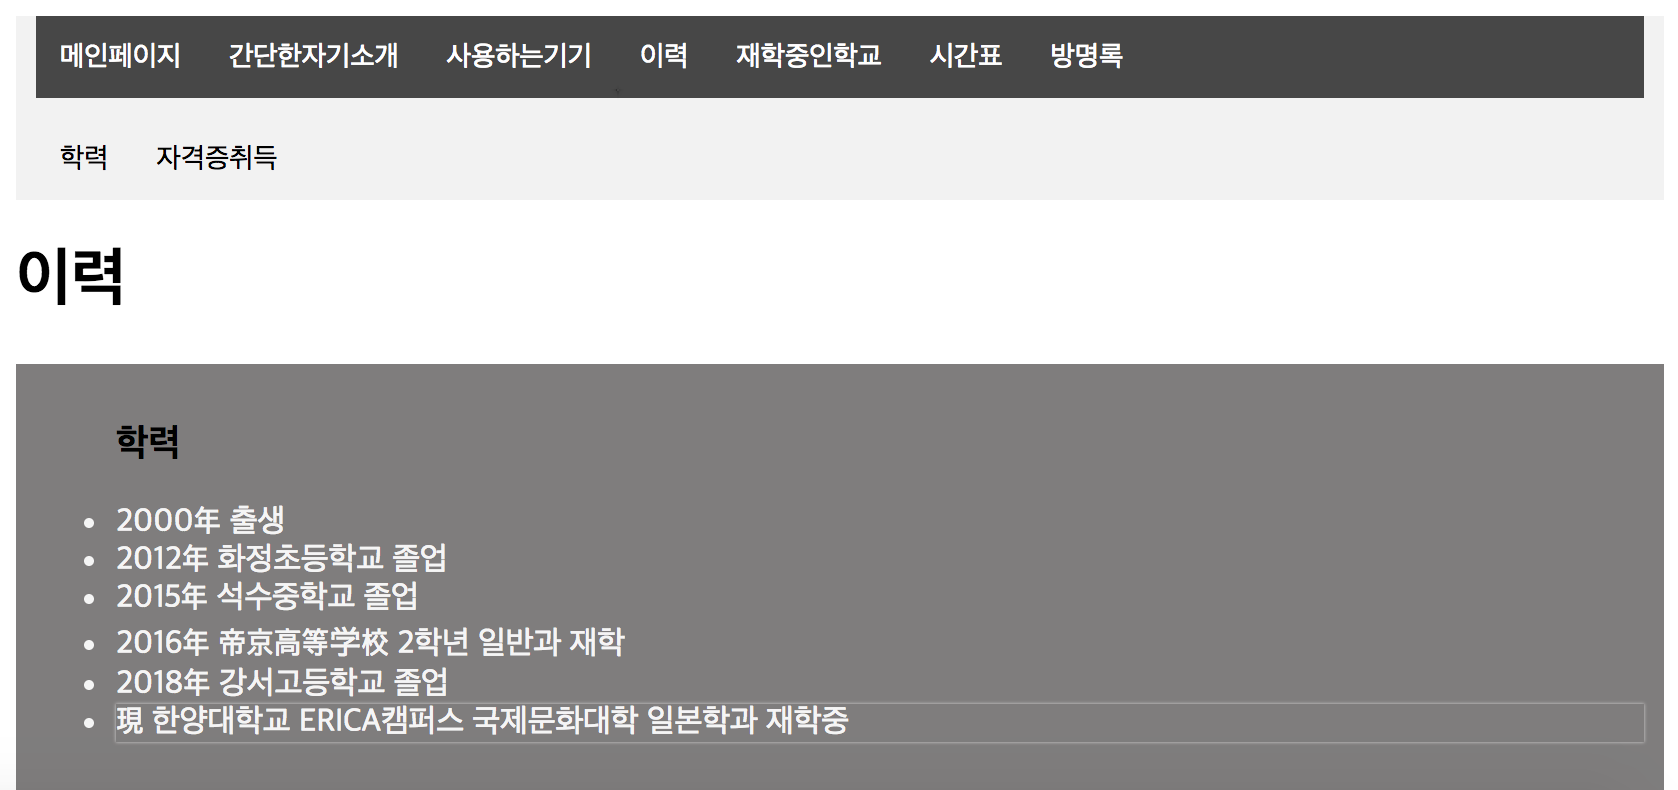 메인페이지 간단한자기소개 사용하는기기 이력 재학중인학교 시간표 방명록
학력 자격증취득
이력
학력
2000年 출생
2012年 화정초등학교 졸업
2015年 석수중학교 졸업
2016年 帝京高等学校 2학년 일반과 재학
2018年 강서고등학교 졸업
現 한양대학교 ERICA캠퍼스 국제문화대학 일본학과 재학중